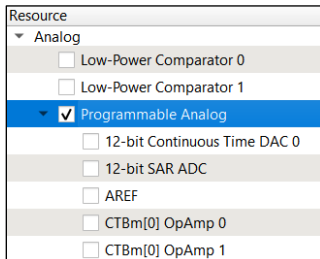 Resource
Analog
Low-Power Comparator 0
Low-Power Comparator 1
Programmable Analog
12-bit Continuous Time DAC 0
12-bit SAR ADC
AREF
CTBm[0] OpAmp 0
CTBm[0] OpAmp 1